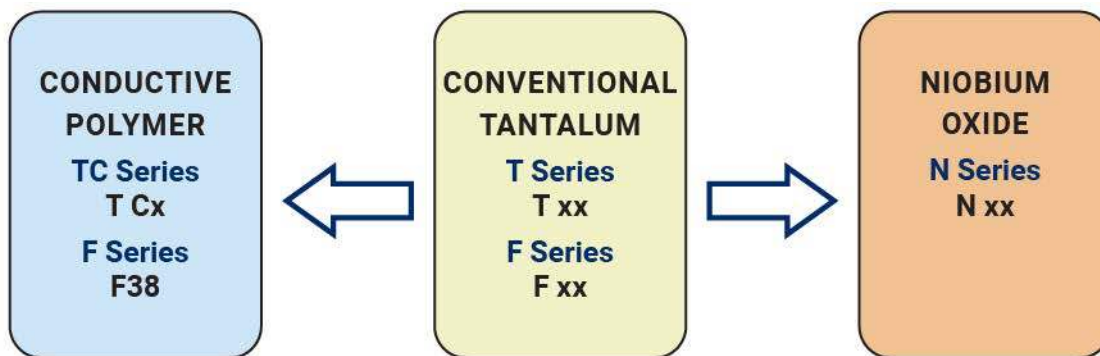 CONDUCTIVE
POLYMER
TC Series
T Cx
F Series
F38
CONVENTIONAL
TANTALUM
T Series
T xx
F Series
F xx
NIOBIUM
OXIDE
N Series
N xx